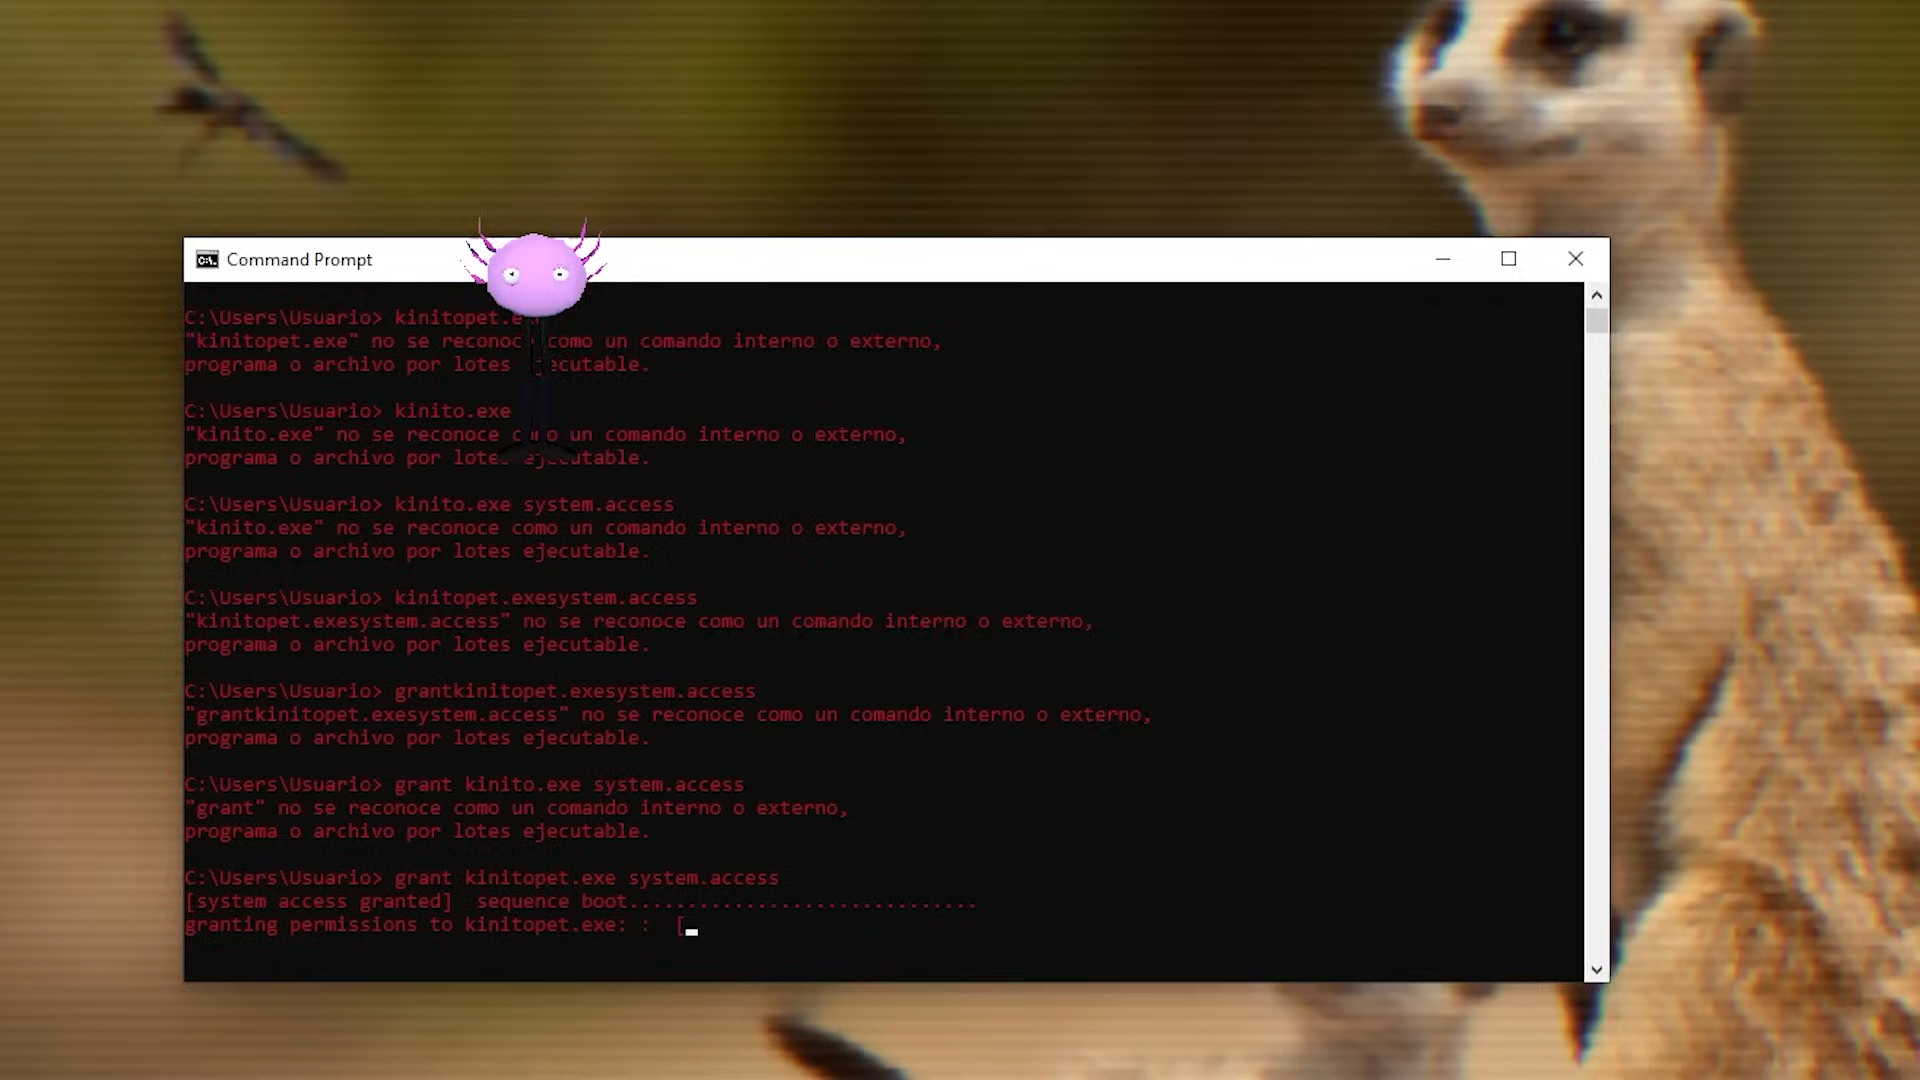 Command Prompt
C:\Users\Usuario> kinitopet.e
"kinitopet.exe" no se reconoc como un comando interno o externo,
programa o archivo por lotes ejecutable.
C:\Users\Usuario> kinito.exe
"kinito.exe" no se reconoce como un comando interno o externo,
programa o archivo por lotes ejecutable.
C:\Users\Usuario> kinito.exe system.access
"kinito.exe" no se reconoce como un comando interno o externo,
programa o archivo por lotes ejecutable.
C:\Users\Usuario> kinitopet.exesystem.access
"kinitopet.exesystem.access" no se reconoce como un comando interno o externo,
programa o archivo por lotes ejecutable.
C:\Users\Usuario> grantkinitopet.exesystem.access
"grantkinitopet.exesystem.access" no se reconoce como un comando interno o externo,
programa o archivo por lotes ejecutable.
C:\Users\Usuario> grant kinito.exe system.access
"grant" no se reconoce como un comando interno o externo,
programa o archivo por lotes ejecutable.
C:\Users\Usuario> grant kinitopet.exe system.access
[system access granted]  sequence boot..............................
granting permissions to kinitopet.exe: :  [